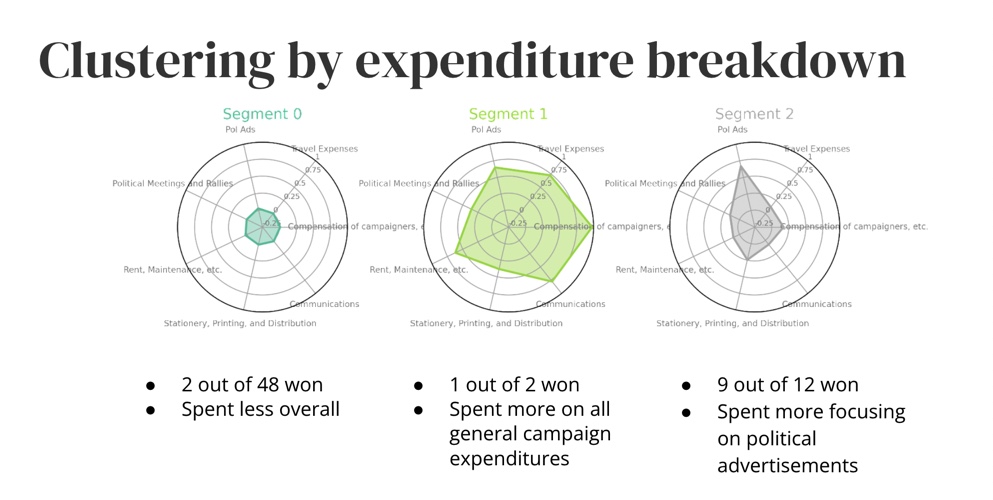 Clustering by expenditure breakdown
Segment 0
Pol Ads
Travel Expenses
1
0.75
Political Meetings and Rallies
0.5
0.25
0
-0.25
Compensation of campaigners, e
Rent, Maintenance, etc.
Communications
Stationery, Printing, and Distribution
Segment 1
Pol Ads
Travel Expenses
1
0.75
Political Meetings and Rallies
0.5
0.25
0
-0.25
Compensation of campaigners, e
Rent, Maintenance, etc.
Communications
Stationery, Printing, and Distribution
Segment 2
Pol Ads
Travel Expenses
1
0.75
Political Meetings and Rallies
0.5
0.25
0
-0.25
Compensation of campaigners, etc.
Rent, Maintenance, etc.
Communications
Stationery, Printing, and Distribution
● 2 out of 48 won
● Spent less overall
● 1 out of 2 won
● Spent more on all
general campaign
expenditures
● 9 out of 12 won
● Spent more focusing
on political
advertisements